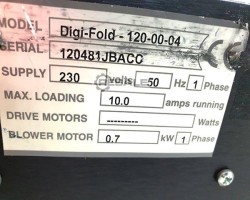 MODEL Digi-Fold - 120-00-04
SERIAL 120481JBACC CE
SUPPLY 230 volts 50 Hz 1 Phase
MAX. LOADING 10.0 amps running
DRIVE MOTORS --------- Watts
BLOWER MOTOR 0.7 kW 1 Phase